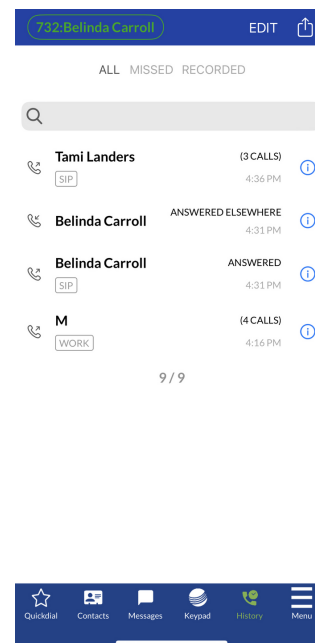 732:Belinda Carroll EDIT
ALL MISSED RECORDED
Tami Landers (3 CALLS)
SIP 4:36 PM
Belinda Carroll ANSWERED ELSEWHERE
4:31 PM
Belinda Carroll ANSWERED
SIP 4:31 PM
M (4 CALLS)
WORK 4:16 PM
9 / 9
Quickdial Contacts Messages Keypad History Menu